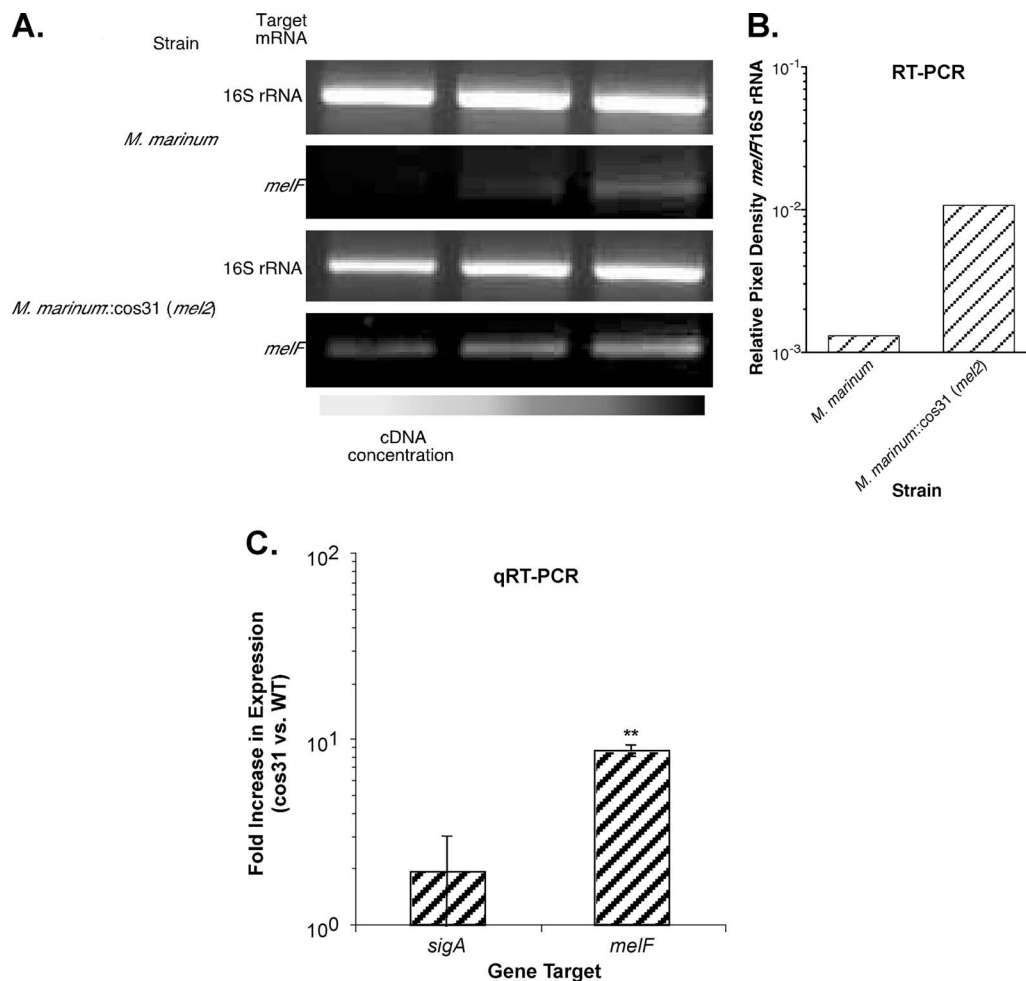 A.
Strain
Target
mRNA
16S rRNA
M. marinum
melF
16S rRNA
M. marinum::cos31 (mel2)
melF
cDNA
concentration
B.
RT-PCR
Relative Pixel Density melF/16S rRNA
10-1
10-2
10-3
M. marinum
M. marinum::cos31 (mel2)
Strain
C.
qRT-PCR
Fold Increase in Expression
(cos31 vs. WT)
10²
10¹
10⁰
**
sigA
melF
Gene Target